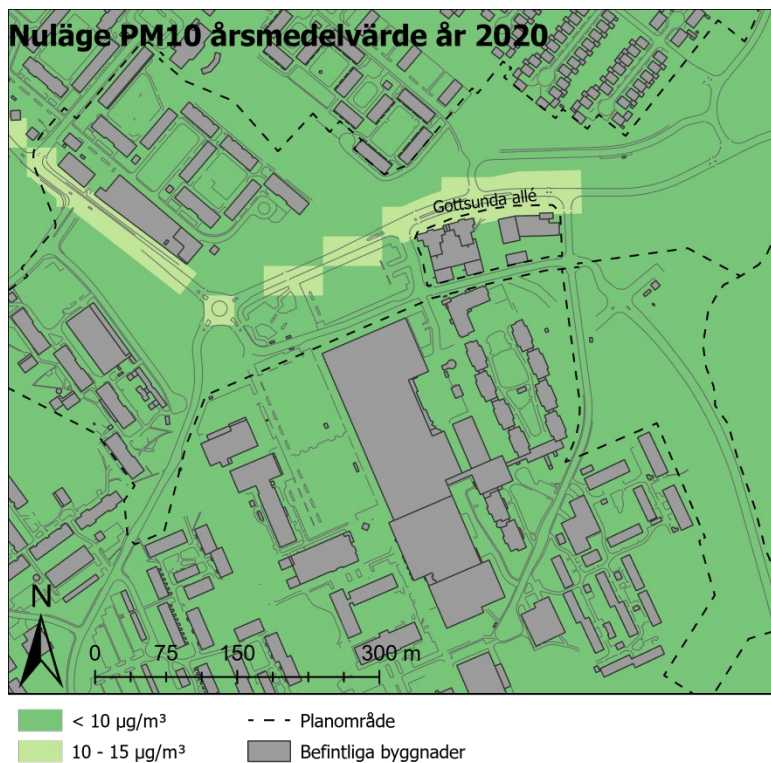 Nuläge PM10 årsmedelvärde år 2020
Gottsunda allé
N
0 75 150 300 m
< 10 µg/m³
10 - 15 µg/m³
Planområde
Befintliga byggnader